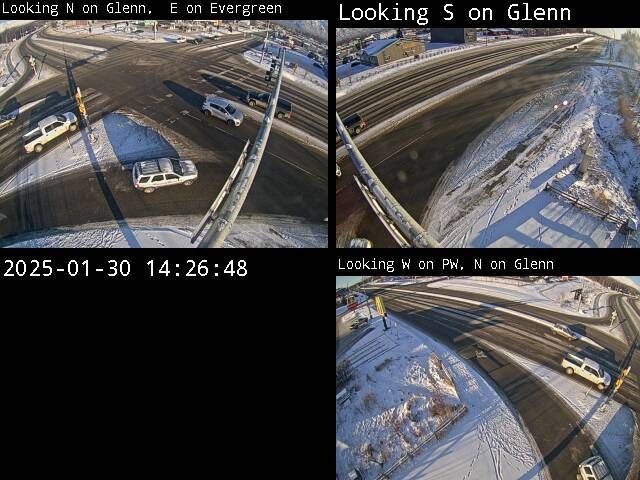 Looking N on Glenn,  E on Evergreen
Looking S on Glenn
2025-01-30 14:26:48
Looking W on PW, N on Glenn